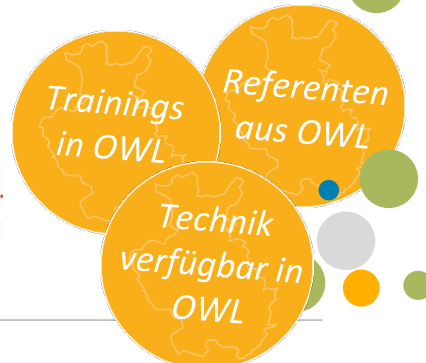 Trainings
in OWL
Referenten
aus OWL
Technik
verfügbar in
OWL